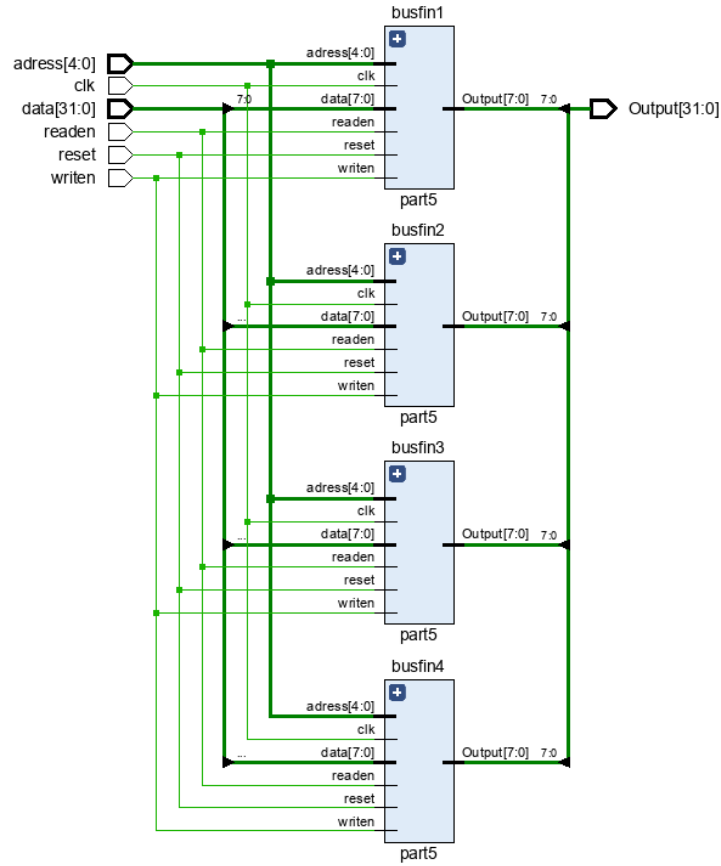 busfin1
adress[4:0]
clk
data[31:0]
readen
reset
writen
adress[4:0]
clk
7:0
data[7:0]
readen
reset
writen
Output[7:0]
7:0
Output[31:0]
part5
busfin2
adress[4:0]
clk
...
data[7:0]
readen
reset
writen
Output[7:0]
7:0
part5
busfin3
adress[4:0]
clk
...
data[7:0]
readen
reset
writen
Output[7:0]
7:0
part5
busfin4
adress[4:0]
clk
...
data[7:0]
readen
reset
writen
Output[7:0]
7:0
part5